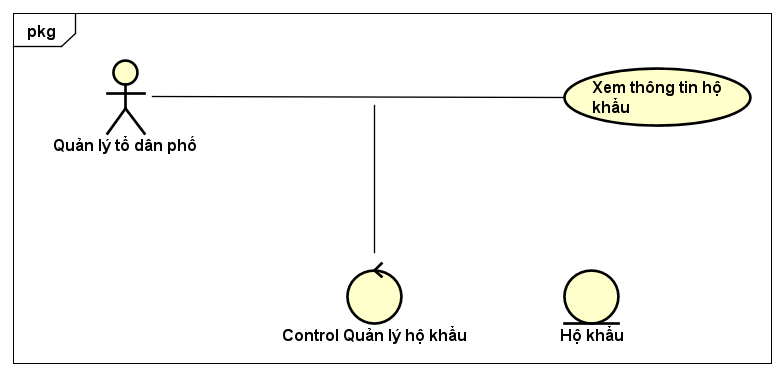 pkg
Xem thông tin hộ
khẩu
Quản lý tổ dân phố
Control Quản lý hộ khẩu
Hộ khẩu